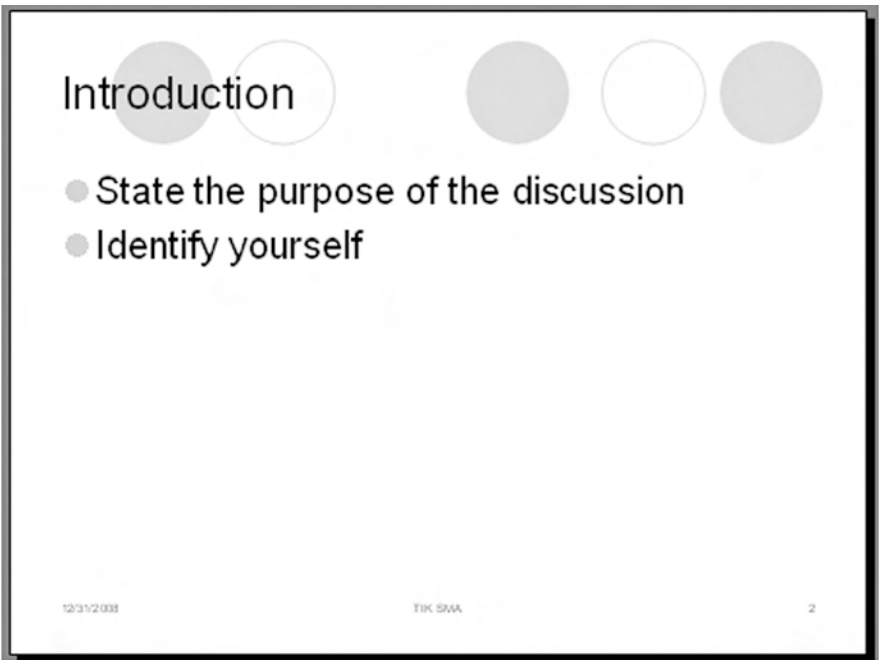 Introduction
State the purpose of the discussion
Identify yourself
12/31/2008
TIK SMA
2